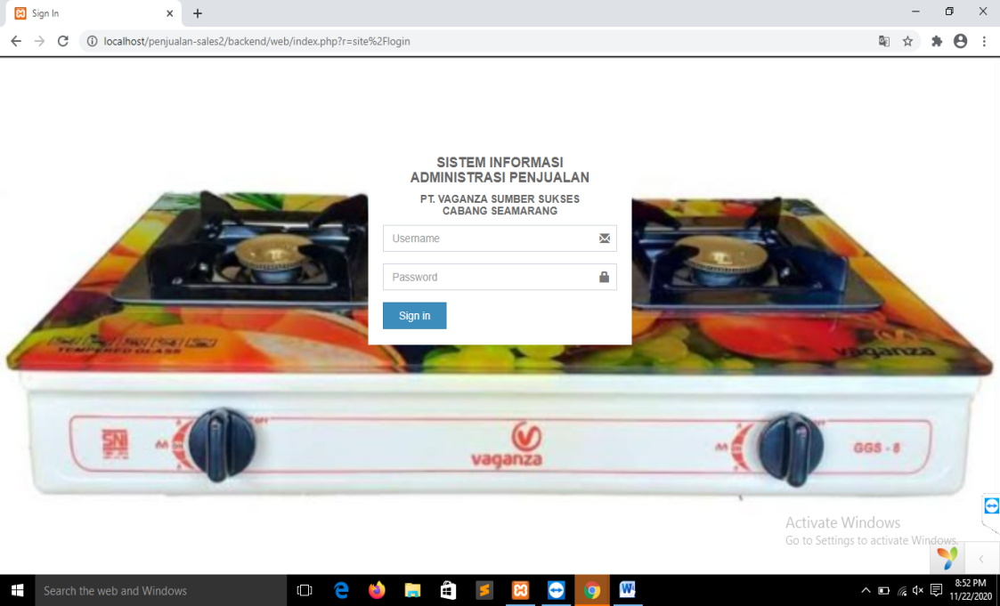 Sign In
localhost/penjualan-sales2/backend/web/index.php?r=site%2Flogin
SISTEM INFORMASI
ADMINISTRASI PENJUALAN
PT. VAGANZA SUMBER SUKSES
CABANG SEAMARANG
Username
Password
Sign in
TEMPERED GLASS
vaganza
SNI
OFF
vaganza
GGS - 8
Activate Windows
Go to Settings to activate Windows.
Search the web and Windows
8:52 PM
11/22/2020